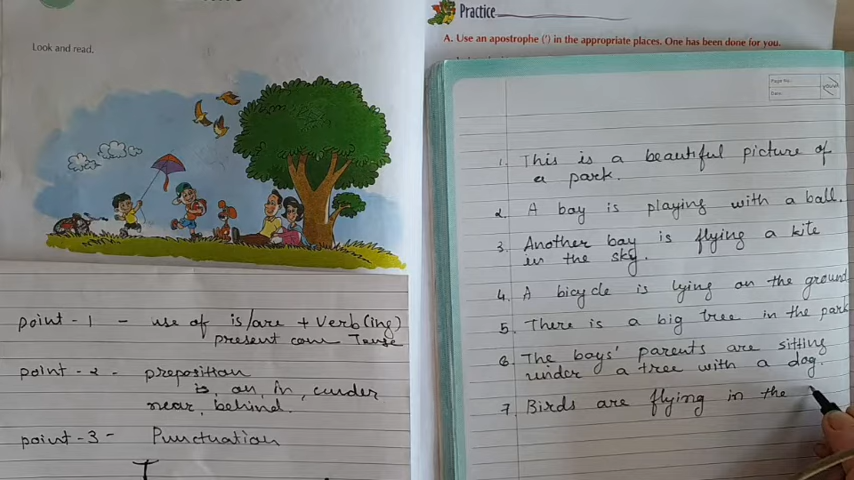 Look and read.
point-1 - use of is/are + Verb(ing)
present con Tense
point-2- preposition
is, on, in, under
near, behind.
point-3- Punctuation
Practice
A. Use an apostrophe (') in the appropriate places. One has been done for you.
Page No.
Date
1. This is a beautiful picture of
a park.
2. A boy is playing with a ball.
3. Another boy is flying a kite
in the sky.
4. A bicycle is lying on the ground
5. There is a big tree in the park
6. The boys' parents are sitting
under a tree with a dog.
7. Birds are flying in the